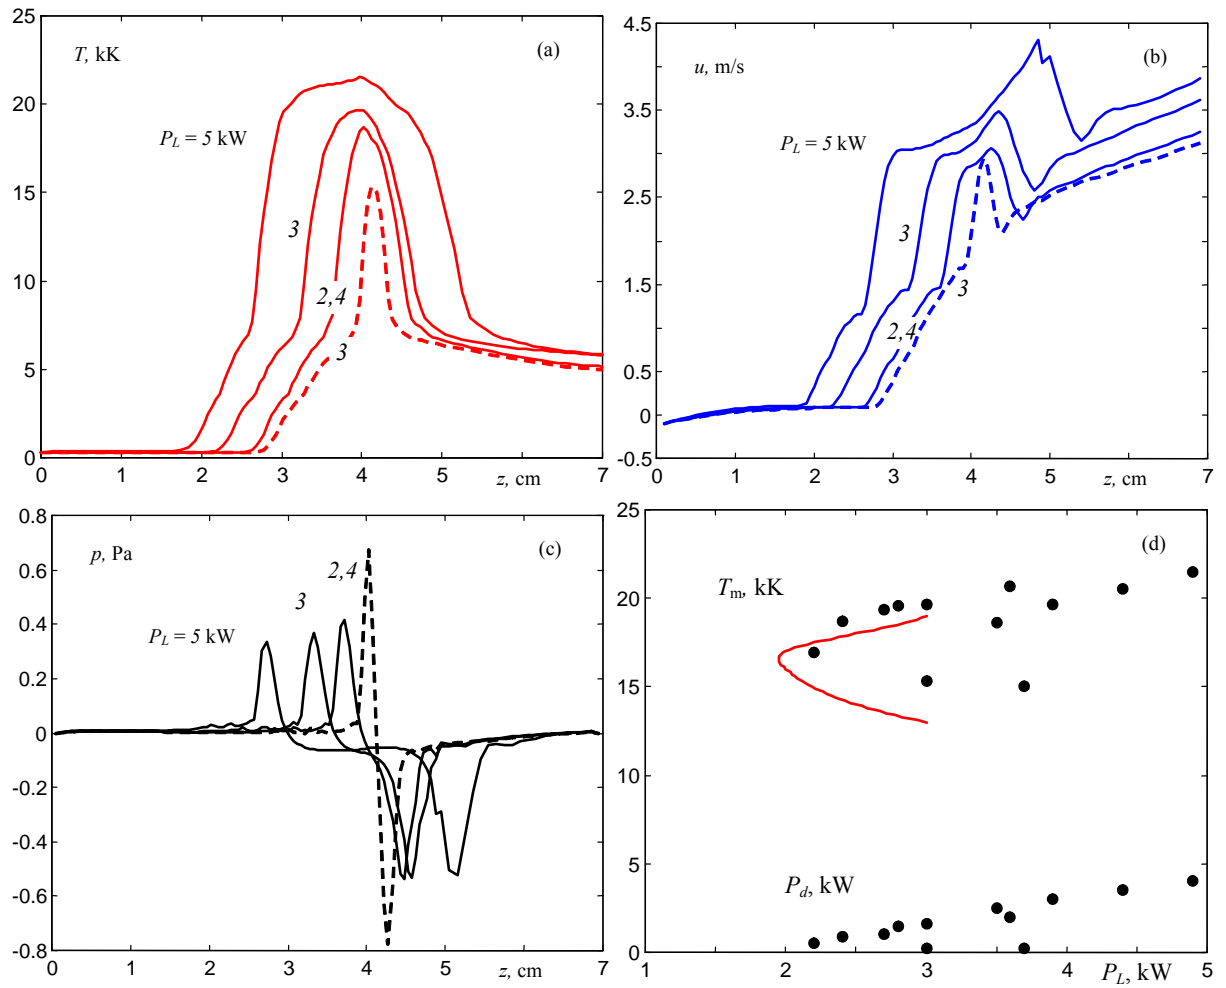 25
20
15
10
5
0
T, kK
(a)
P_L = 5 kW
3
2,4
3
0 1 2 3 4 5 z, cm 7
4.5
3.5
2.5
1.5
0.5
0
-0.5
u, m/s
(b)
P_L = 5 kW
3
3
2,4
0 1 2 3 4 5 z, cm 7
0.8
0.6
0.4
0.2
0
-0.2
-0.4
-0.6
-0.8
p, Pa
(c)
2,4
3
P_L = 5 kW
0 1 2 3 4 5 z, cm 7
25
20
15
10
5
0
(d)
T_m, kK
P_d, kW
1 2 3 4 P_L, kW 5